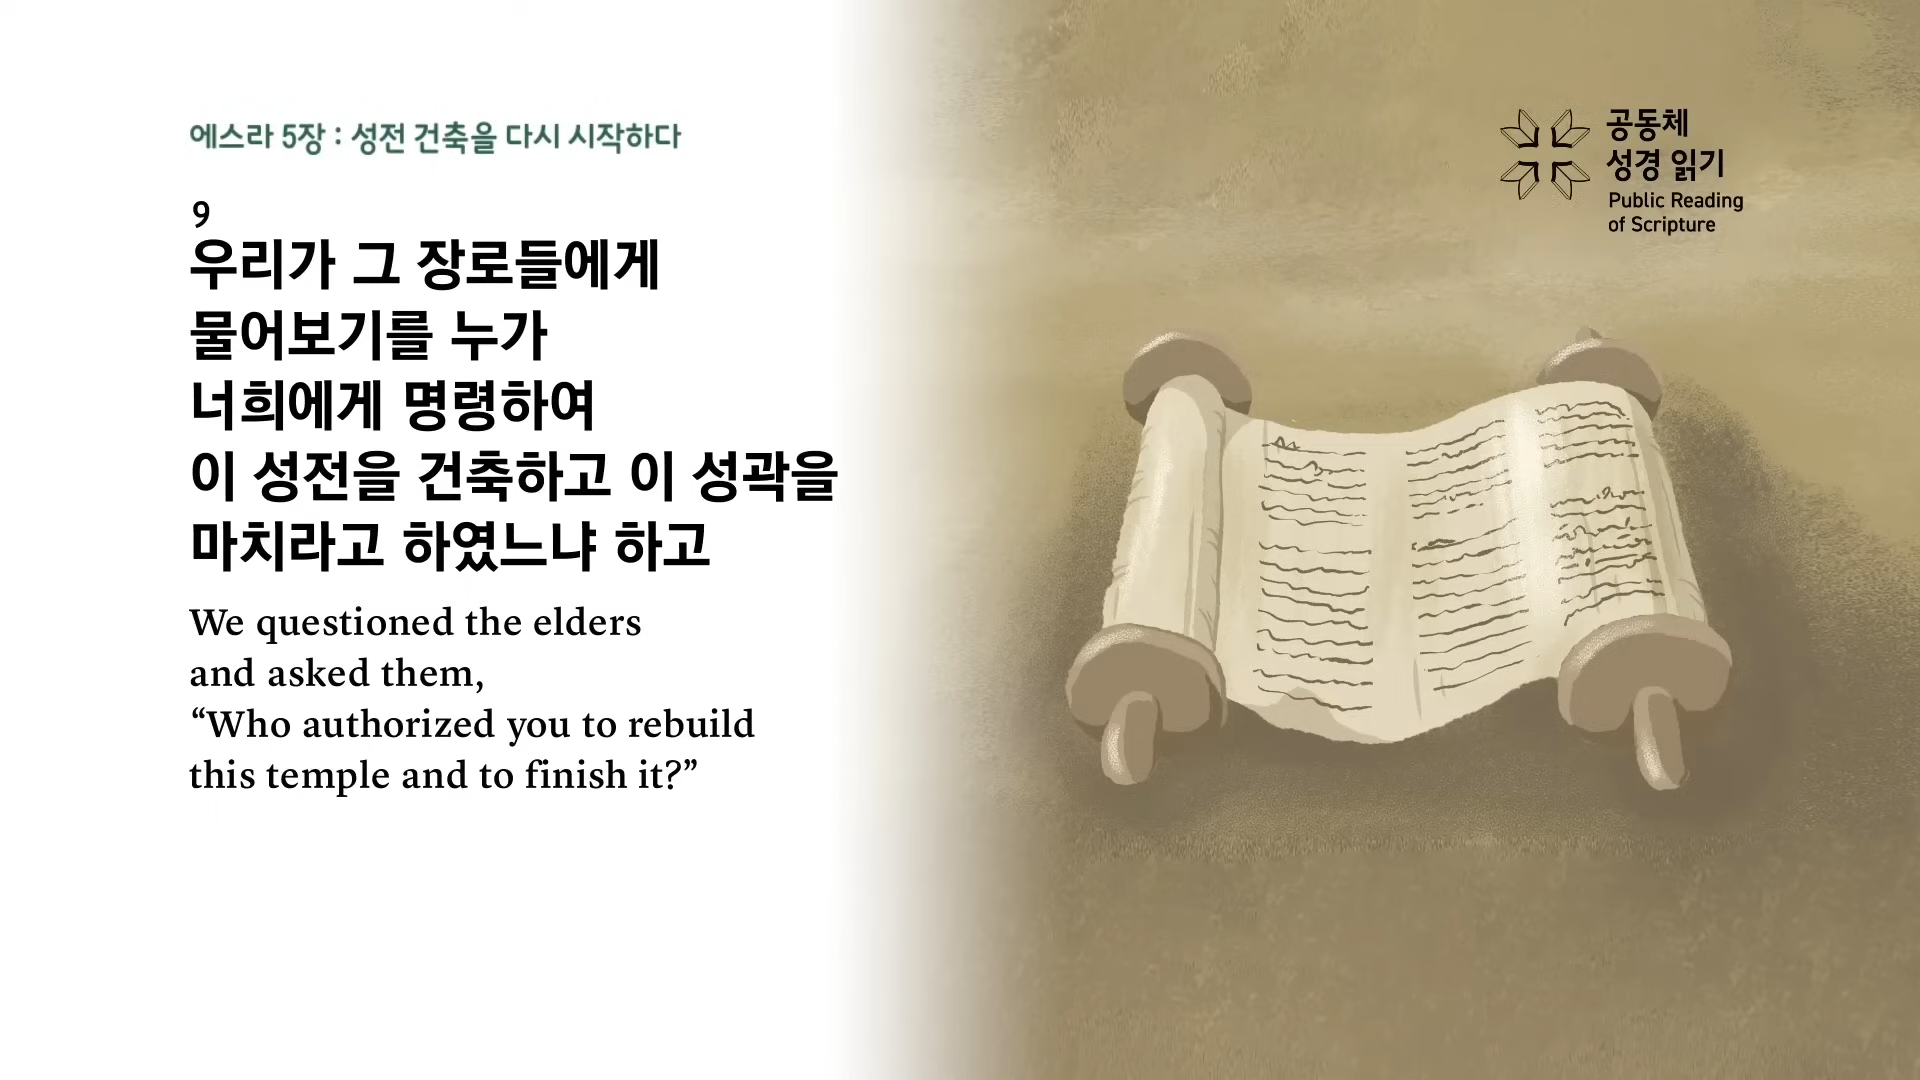 에스라 5장 : 성전 건축을 다시 시작하다
9
우리가 그 장로들에게
물어보기를 누가
너희에게 명령하여
이 성전을 건축하고 이 성곽을
마치라고 하였느냐 하고
We questioned the elders
and asked them,
“Who authorized you to rebuild
this temple and to finish it?”
공동체
성경 읽기
Public Reading
of Scripture